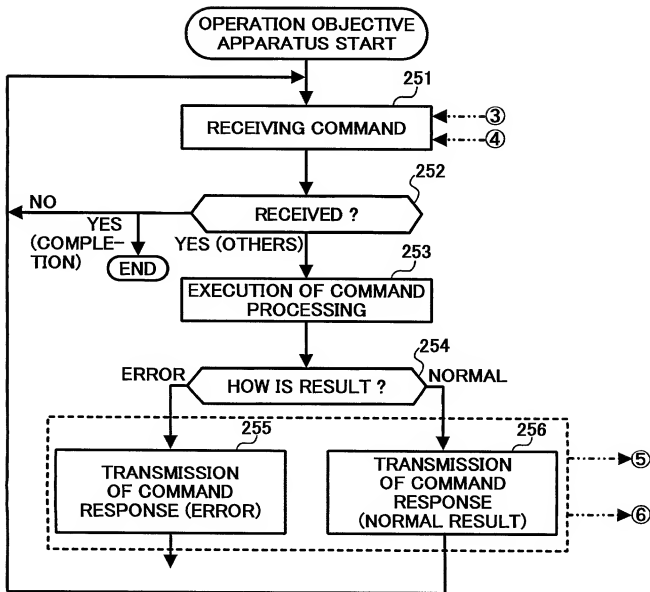 OPERATION OBJECTIVE
APPARATUS START
251
RECEIVING COMMAND
③
④
252
RECEIVED ?
NO
YES
(COMPLE-
TION)
END
YES (OTHERS)
253
EXECUTION OF COMMAND
PROCESSING
254
HOW IS RESULT ?
ERROR
NORMAL
255
TRANSMISSION
OF COMMAND
RESPONSE (ERROR)
256
TRANSMISSION
OF COMMAND
RESPONSE
(NORMAL RESULT)
⑤
⑥